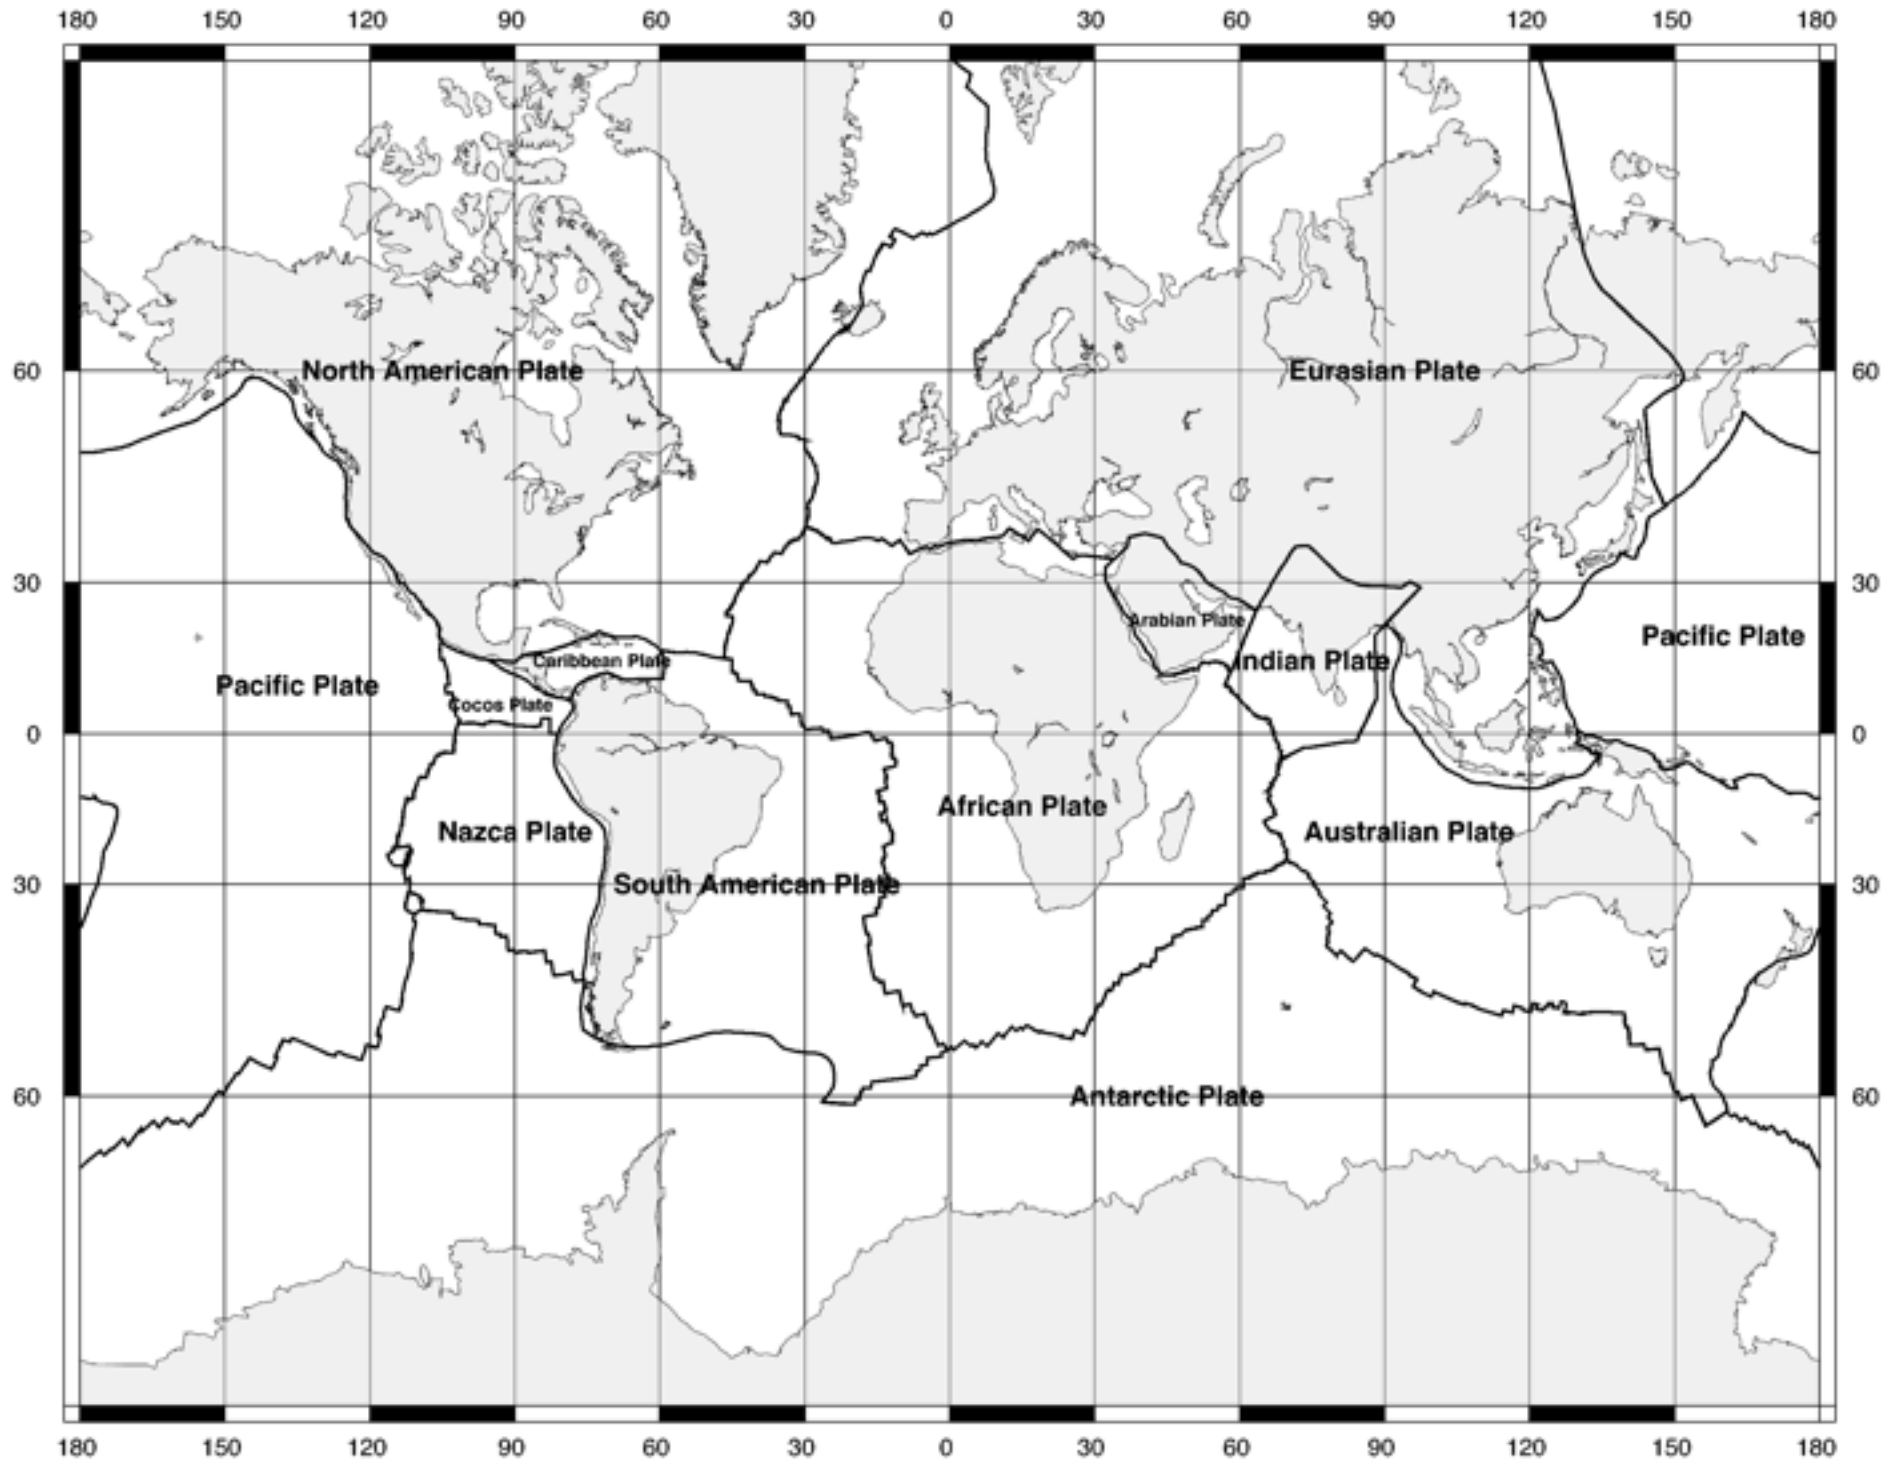 180 150 120 90 60 30 0 30 60 90 120 150 180
60 North American Plate Eurasian Plate 60
30 30
Arabian Plate
Pacific Plate
Caribbean Plate Indian Plate
Pacific Plate
Cocos Plate
0 0
African Plate
Nazca Plate Australian Plate
30 South American Plate 30
60 Antarctic Plate 60
180 150 120 90 60 30 0 30 60 90 120 150 180